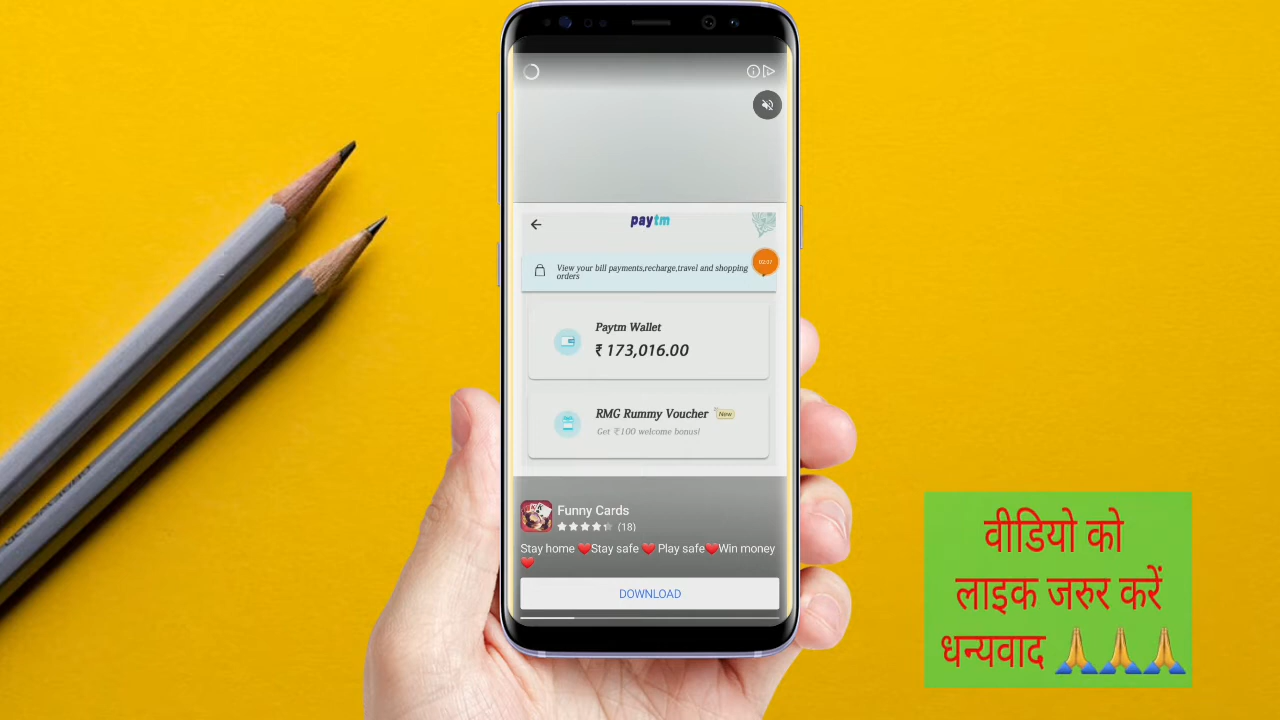 paytm
View your bill payments,recharge,travel and shopping
orders
02:07
Paytm Wallet
₹ 173,016.00
RMG Rummy Voucher New
Get ₹100 welcome bonus!
Funny Cards
(18)
Stay home ❤️Stay safe ❤️ Play safe❤️Win money
❤️
DOWNLOAD
वीडियो को
लाइक जरुर करें
धन्यवाद 🙏🙏🙏